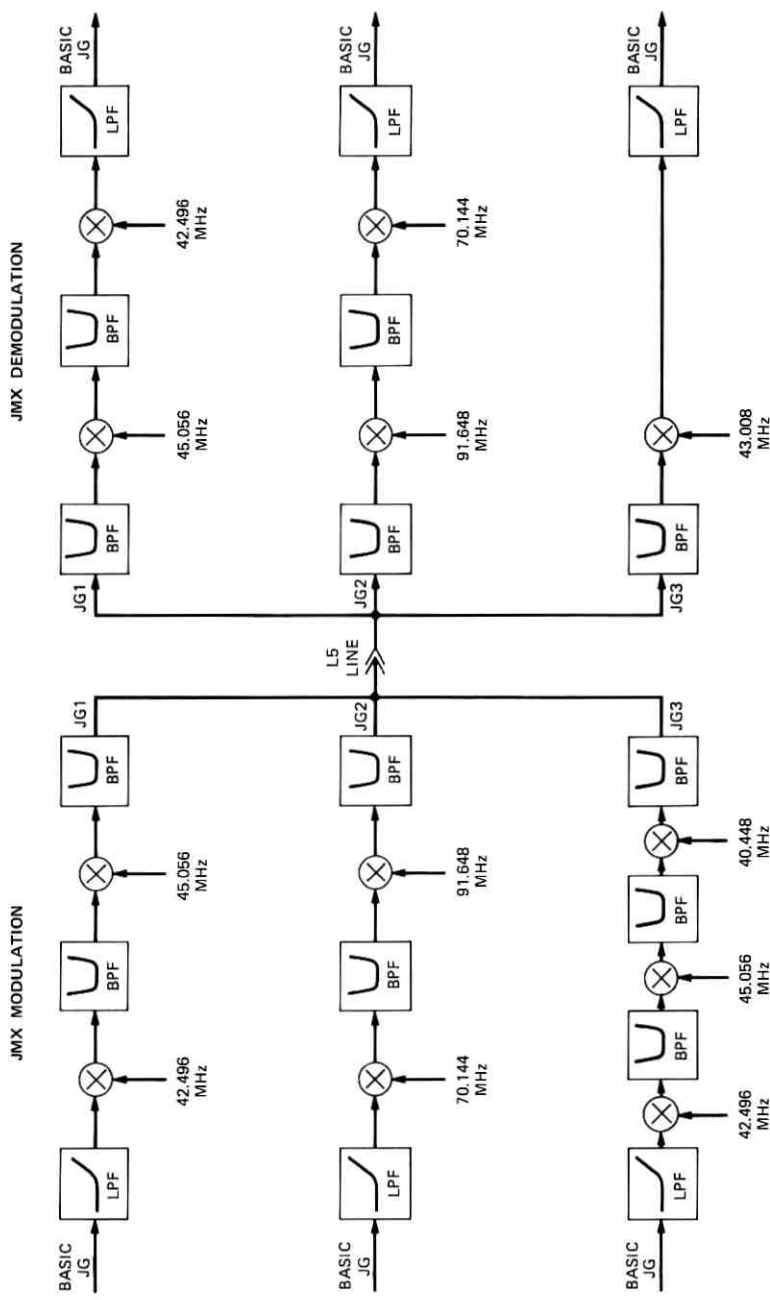 JMX MODULATION
BASIC
JG
LPF
42.496
MHz
BPF
45.056
MHz
BPF
JG1
BASIC
JG
LPF
70.144
MHz
BPF
91.648
MHz
BPF
JG2
BASIC
JG
LPF
42.496
MHz
BPF
45.056
MHz
BPF
40.448
MHz
BPF
JG3
L5
LINE
JMX DEMODULATION
JG1
BPF
45.056
MHz
BPF
42.496
MHz
LPF
BASIC
JG
JG2
BPF
91.648
MHz
BPF
70.144
MHz
LPF
BASIC
JG
JG3
BPF
43.008
MHz
LPF
BASIC
JG